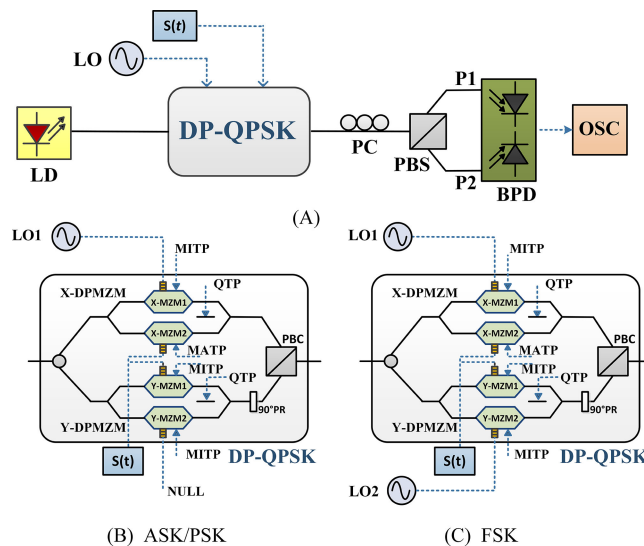 S(t)
LO
DP-QPSK
P1
P2
PC
PBS
BPD
OSC
LD
(A)
LO1
MITP
QTP
X-DPMZM
X-MZM1
X-MZM2
PBC
MATP
MITP
QTP
Y-MZM1
90°PR
Y-MZM2
Y-DPMZM
S(t)
MITP
DP-QPSK
NULL
(B) ASK/PSK
LO1
MITP
QTP
X-DPMZM
X-MZM1
X-MZM2
PBC
MATP
MITP
QTP
Y-MZM1
90°PR
Y-MZM2
Y-DPMZM
S(t)
MITP
DP-QPSK
LO2
(C) FSK